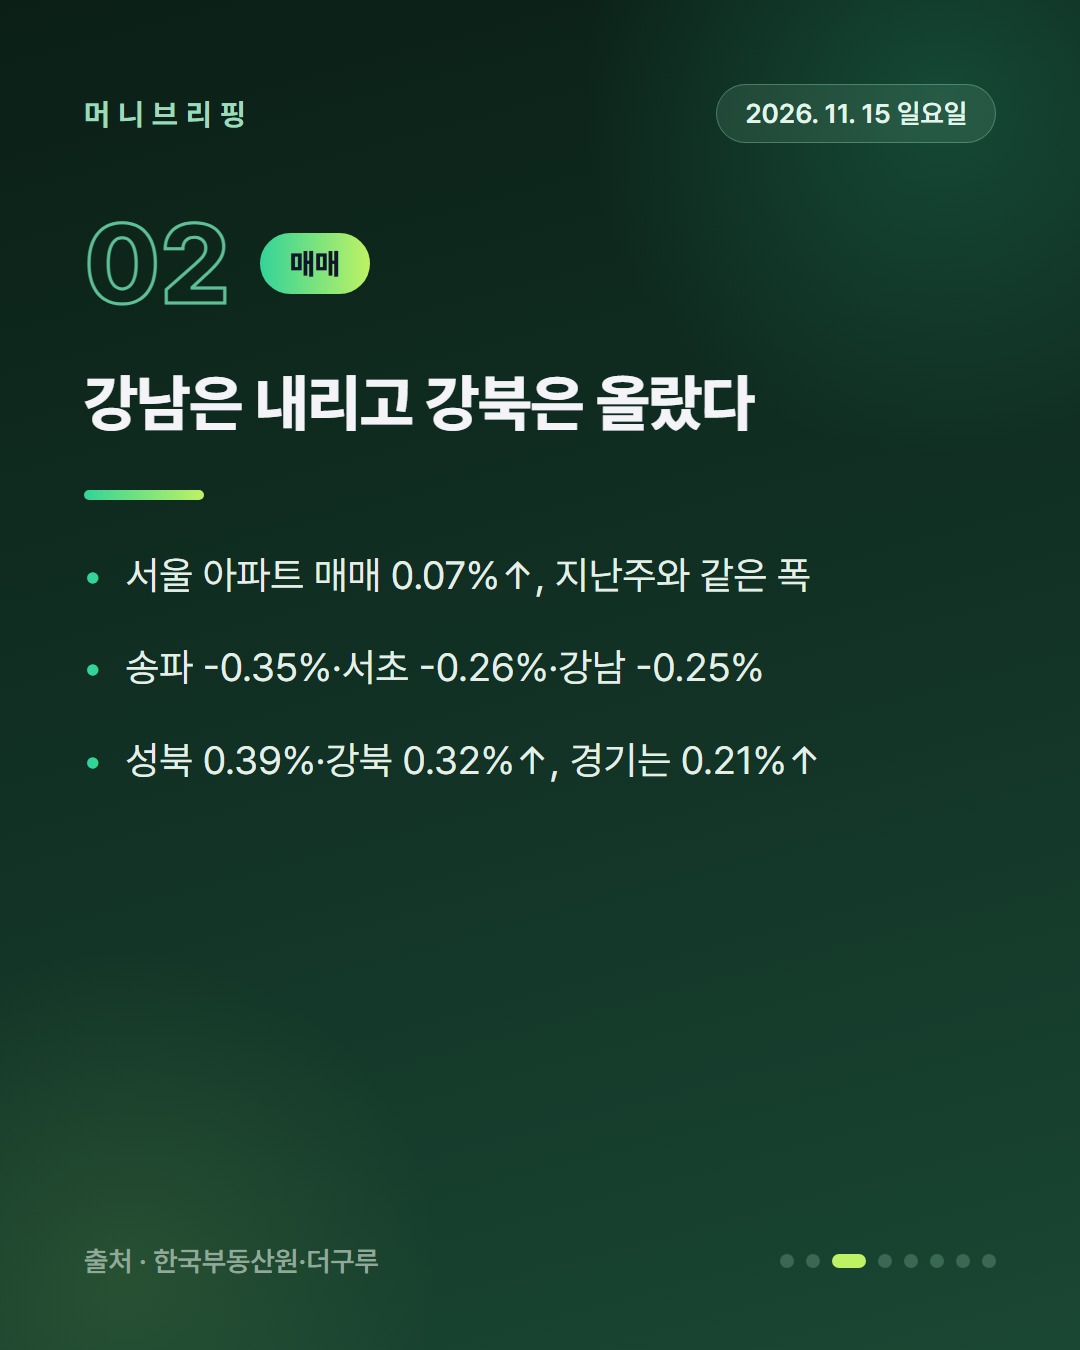 머니브리핑
2026. 11. 15 일요일
02
매매
강남은 내리고 강북은 올랐다
• 서울 아파트 매매 0.07%↑, 지난주와 같은 폭
• 송파 -0.35%·서초 -0.26%·강남 -0.25%
• 성북 0.39%·강북 0.32%↑, 경기는 0.21%↑
출처 · 한국부동산원·더구루